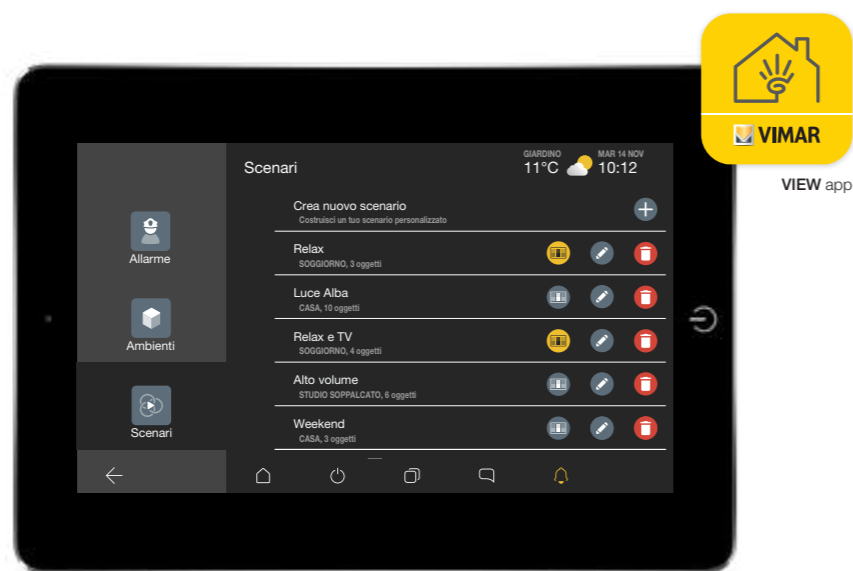 VIMAR
VIEW app
Scenari
GIARDINO
11°C
MAR 14 NOV
10:12
Crea nuovo scenario
Costruisci un tuo scenario personalizzato
Allarme
Relax
SOGGIORNO, 3 oggetti
Luce Alba
CASA, 10 oggetti
Ambienti
Relax e TV
SOGGIORNO, 4 oggetti
Alto volume
STUDIO SOPPALCATO, 6 oggetti
Scenari
Weekend
CASA, 3 oggetti